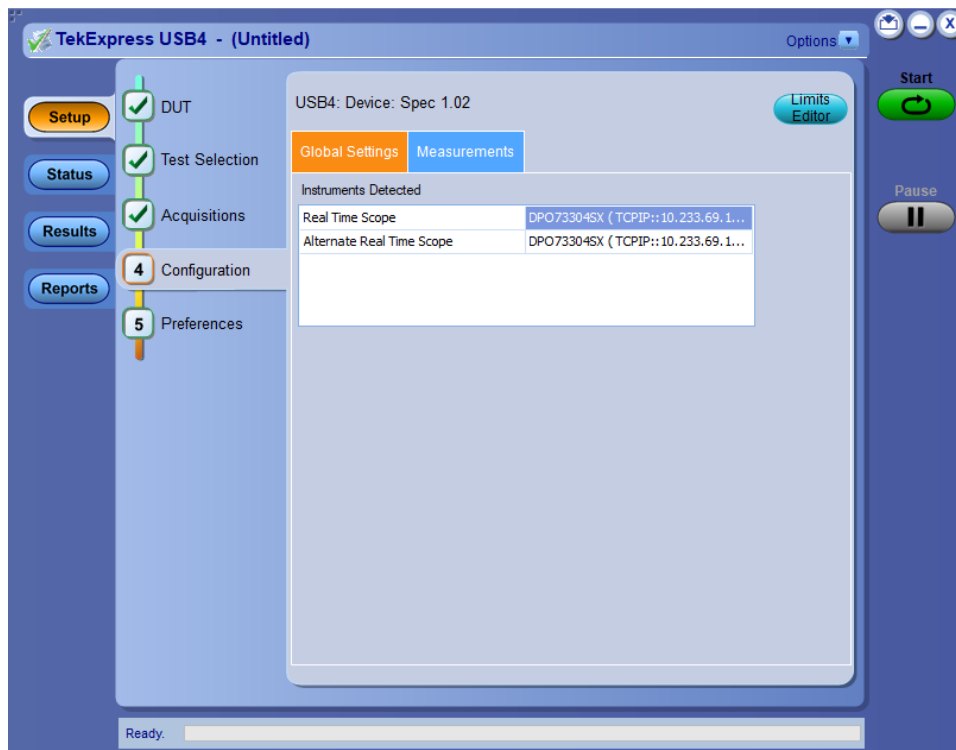 TekExpress USB4 - (Untitled)
Options
Start
Pause
Setup
Status
Results
Reports
DUT
Test Selection
Acquisitions
4 Configuration
5 Preferences
USB4: Device: Spec 1.02
Limits
Editor
Global Settings Measurements
Instruments Detected
Real Time Scope DPO73304SX ( TCPIP::10.233.69.1...
Alternate Real Time Scope DPO73304SX ( TCPIP::10.233.69.1...
Ready.